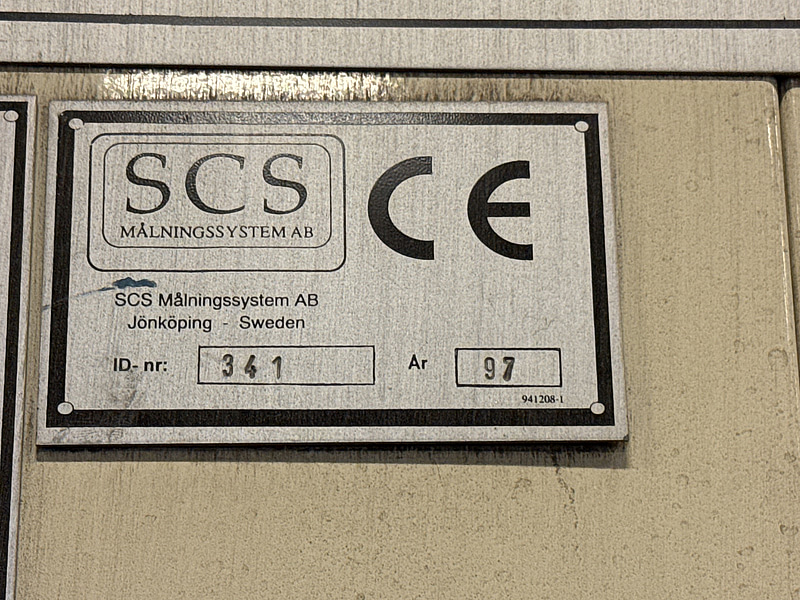 SCS
MÅLNINGSSYSTEM AB
CE
SCS Målningssystem AB
Jönköping - Sweden
ID- nr: 341 År 97
941208-1